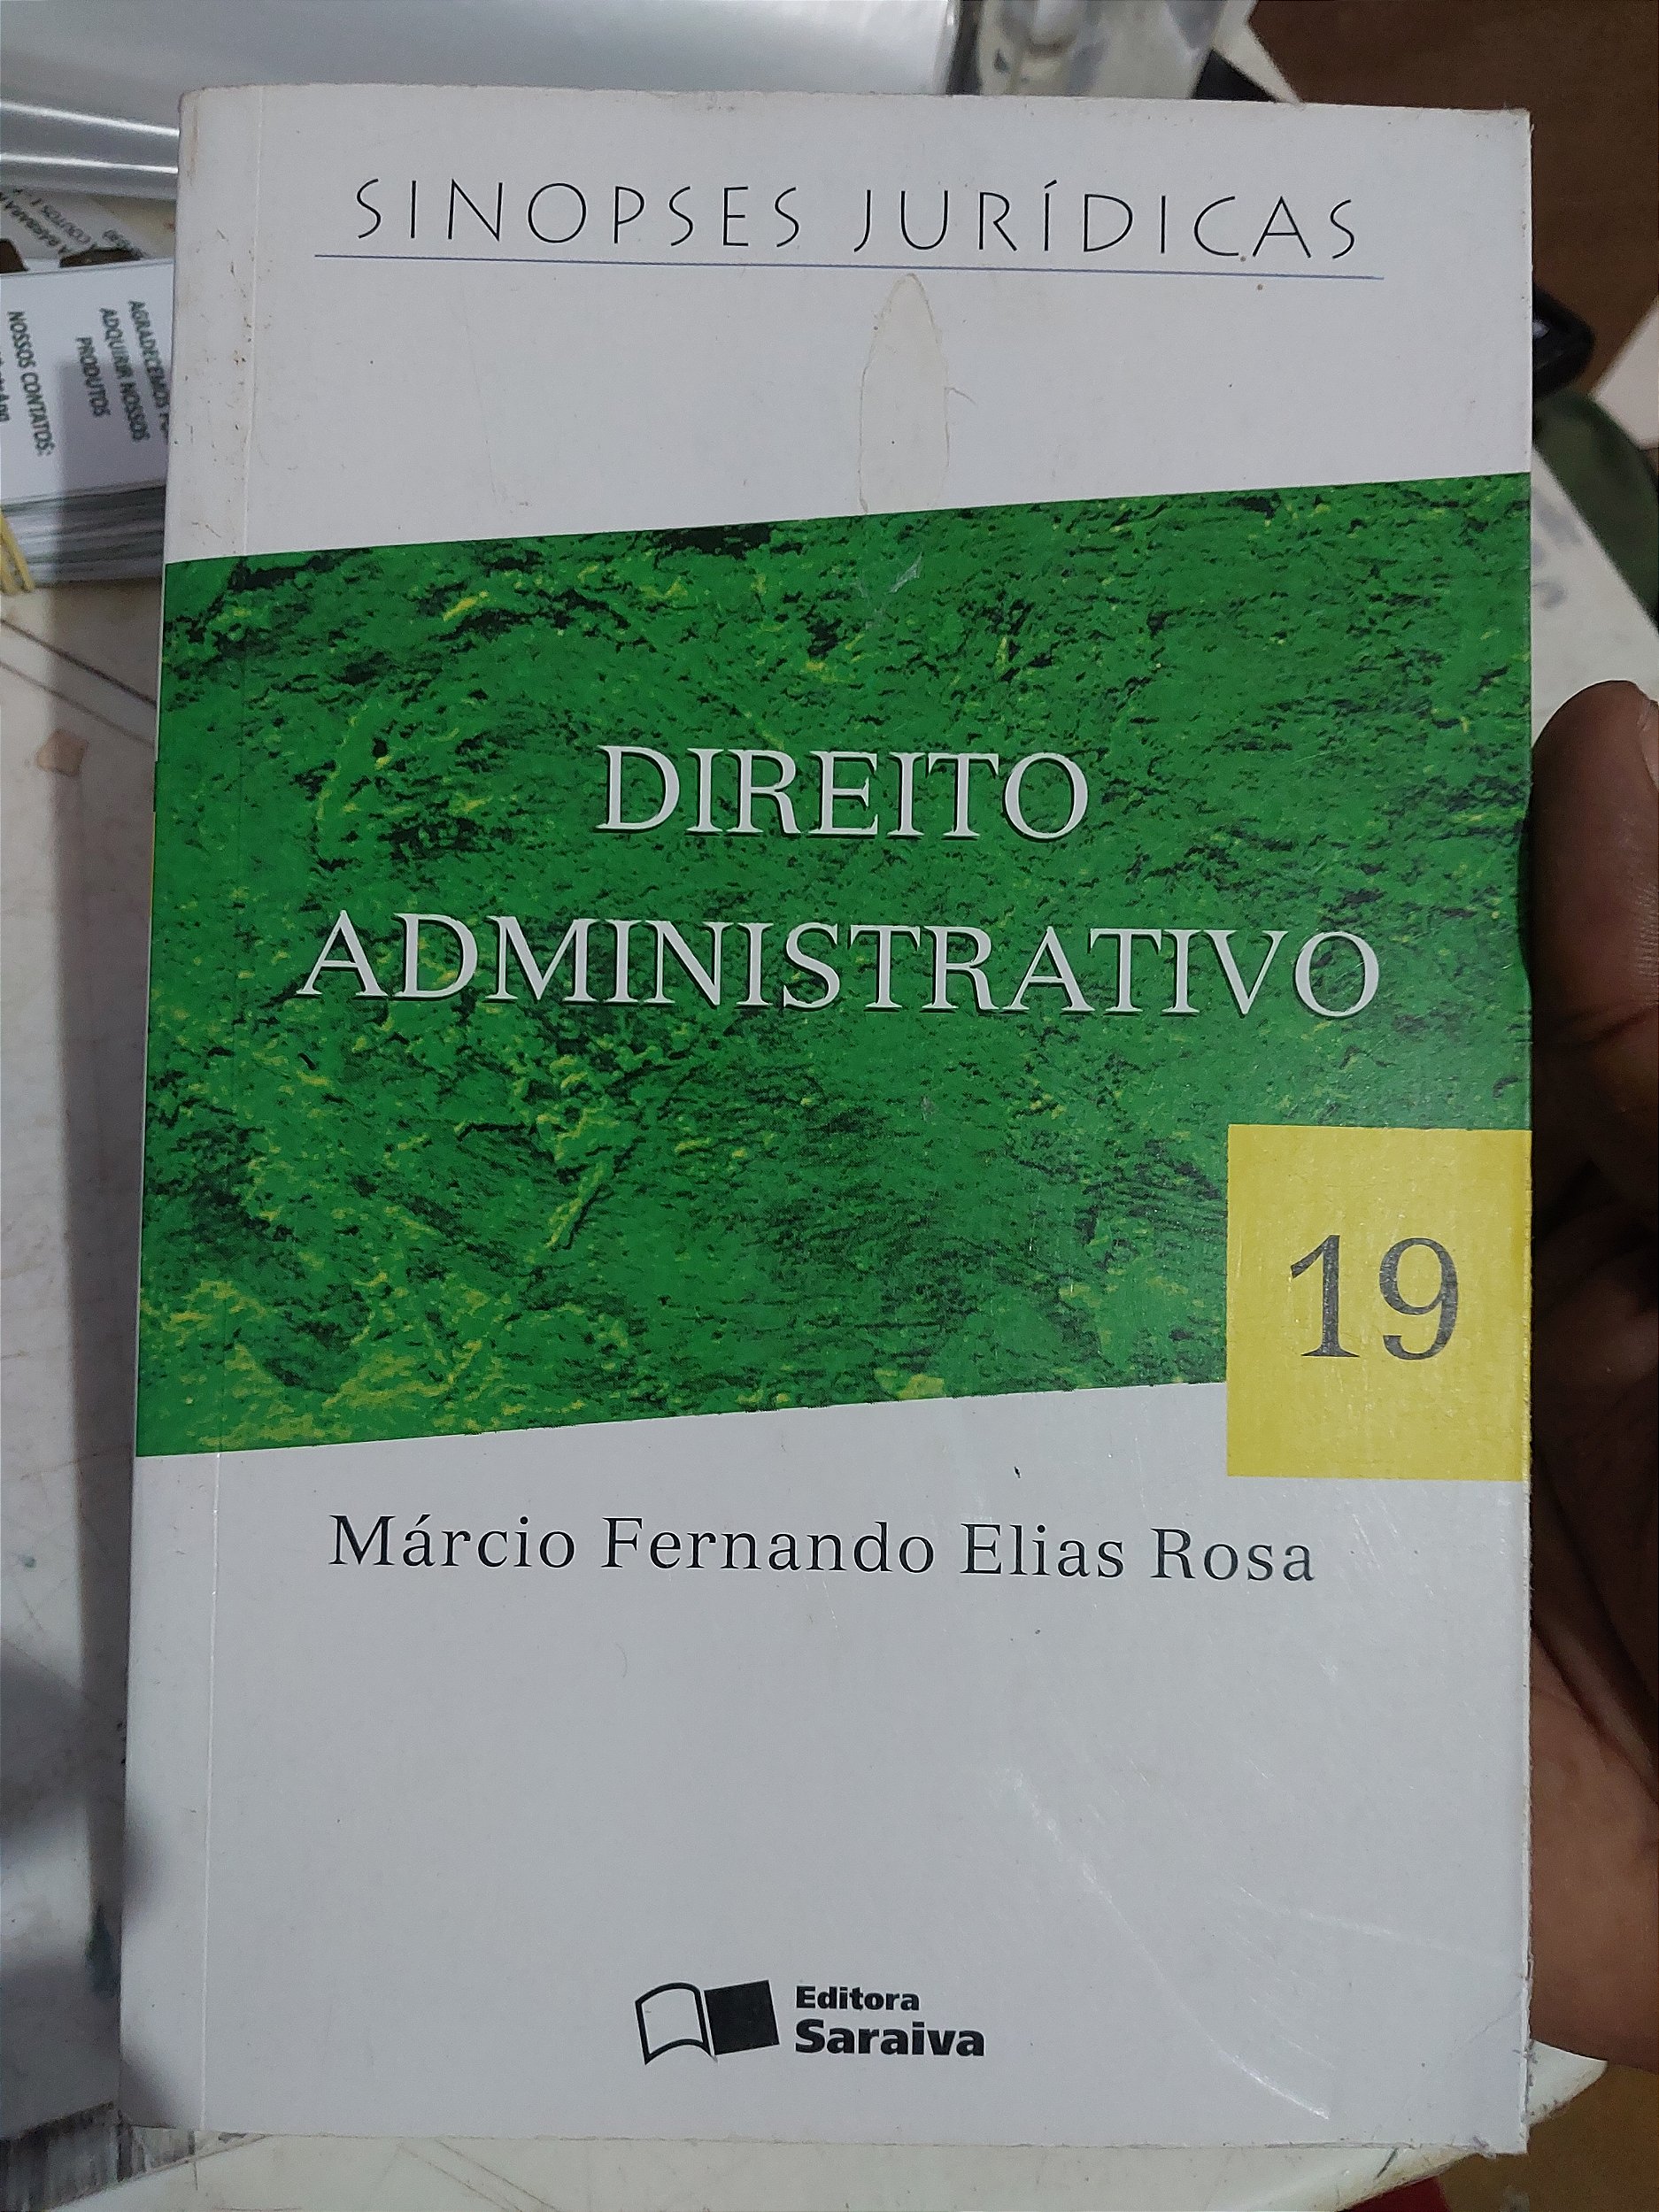 SINOPSES JURÍDICAS
DIREITO
ADMINISTRATIVO
19
Márcio Fernando Elias Rosa
Editora
Saraiva
AGRADECEMOS
ADQUIRIR NOSSOS
PRODUTOS
NOSSOS CONTATOS: